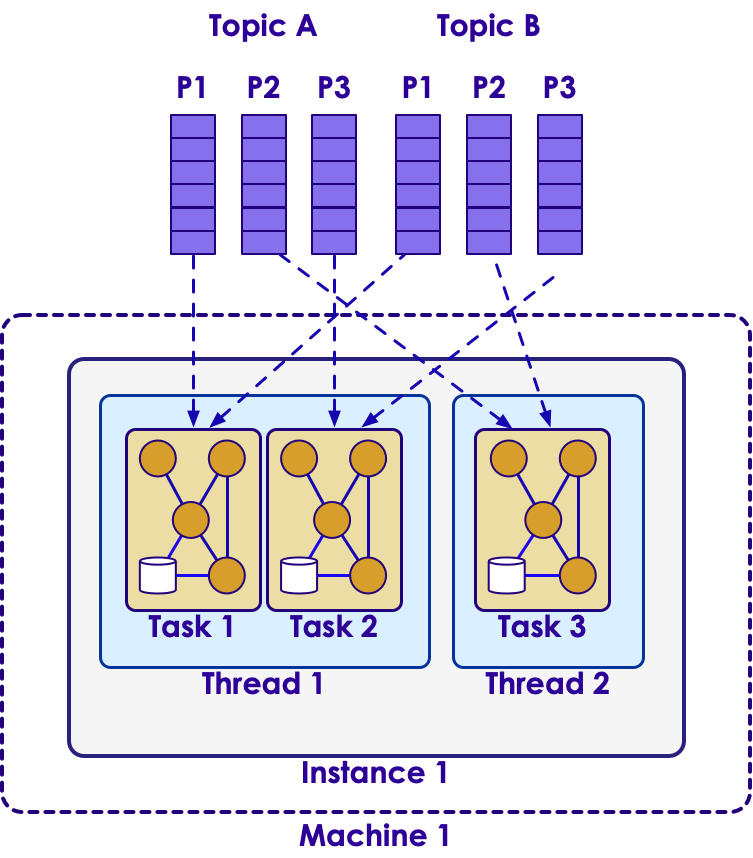 Topic A Topic B
P1 P2 P3 P1 P2 P3
Task 1 Task 2 Task 3
Thread 1 Thread 2
Instance 1
Machine 1